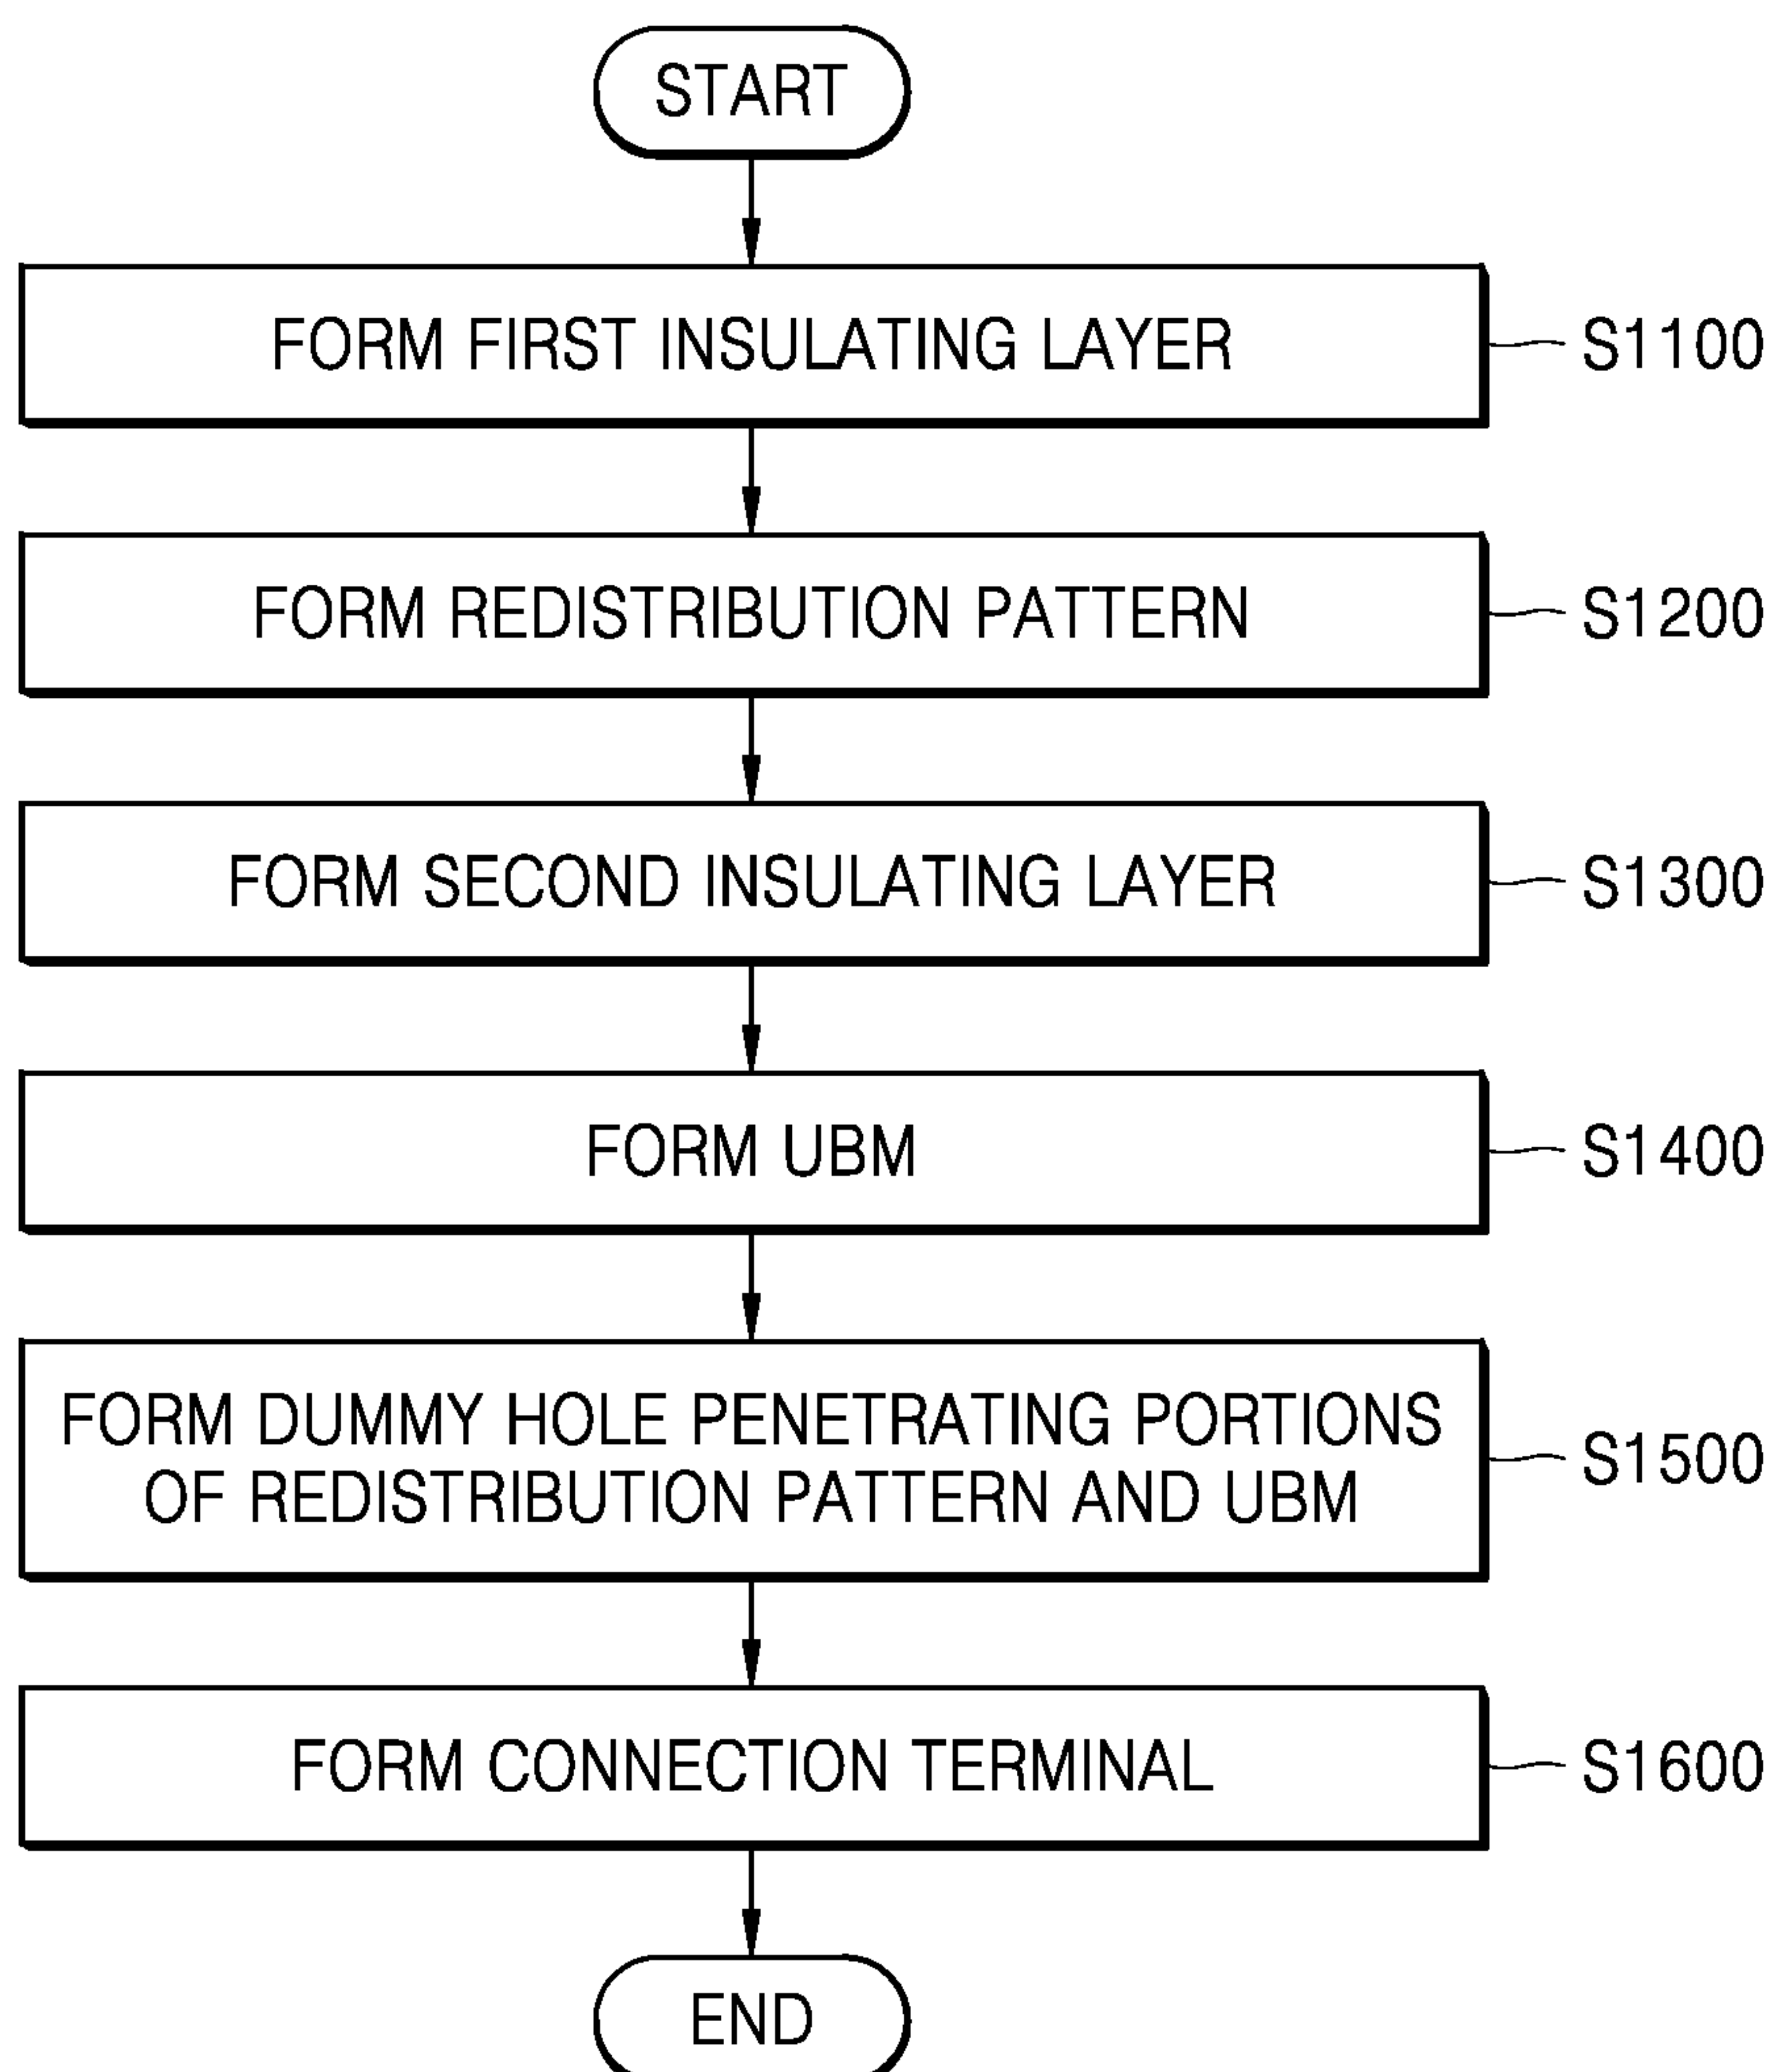 START
FORM FIRST INSULATING LAYER
S1100
FORM REDISTRIBUTION PATTERN
S1200
FORM SECOND INSULATING LAYER
S1300
FORM UBM
S1400
FORM DUMMY HOLE PENETRATING PORTIONS
OF REDISTRIBUTION PATTERN AND UBM
S1500
FORM CONNECTION TERMINAL
S1600
END